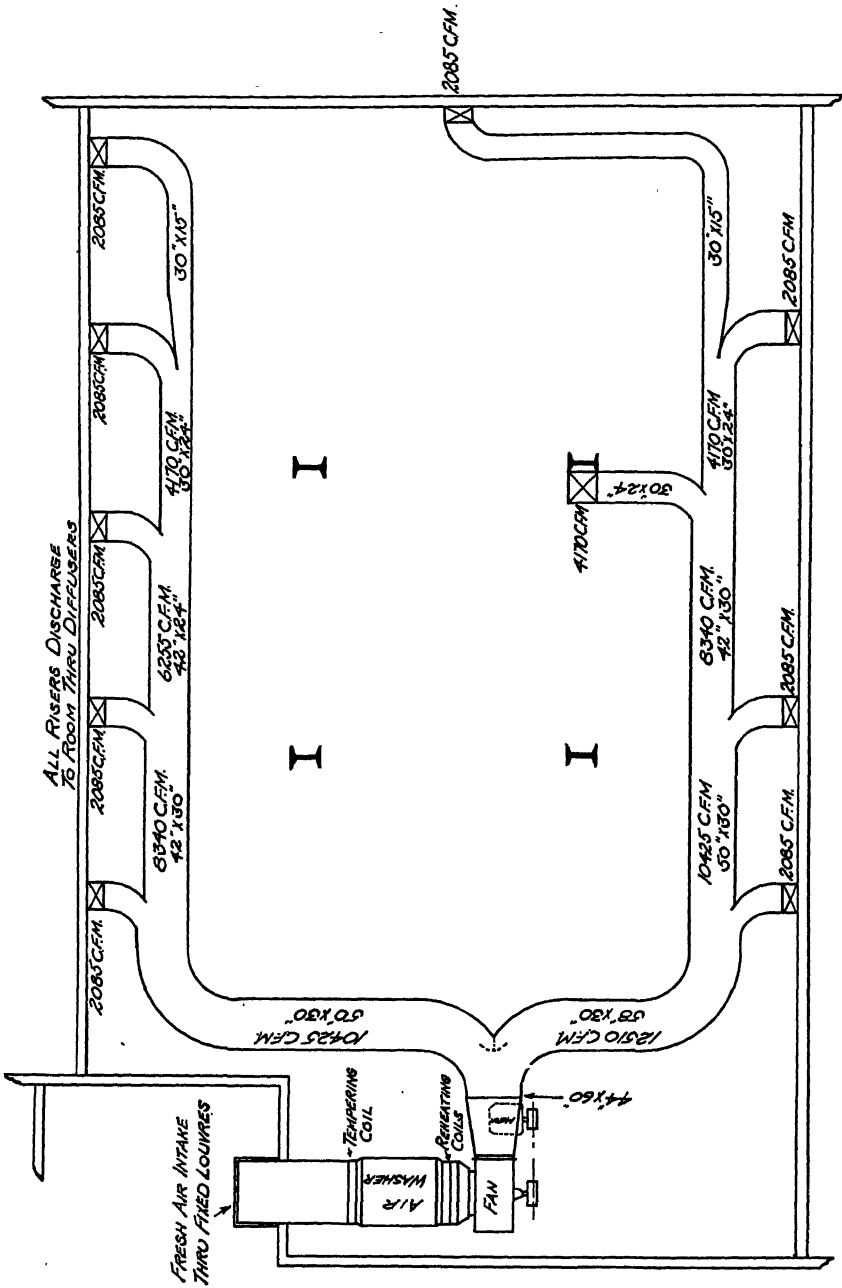 ALL RISERS DISCHARGE
TO ROOM THRU DIFFUSERS
2085 C.F.M.
2085 C.F.M.
2085 C.F.M.
2085 C.F.M.
2085 C.F.M.
8340 C.F.M.
42"X30"
6255 C.F.M.
42"X24"
4170 C.F.M.
30"X24"
30"X15"
2085 C.F.M.
10425 C.F.M.
50"X30"
12510 C.F.M.
58"X30"
44"X60"
FRESH AIR INTAKE
THRU FIXED LOUVRES
TEMPERING
COIL
AIR
WASHER
REHEATING
COILS
FAN
10425 C.F.M
50"X30"
8340 C.F.M.
42"X30"
4170 C.F.M
30"X24"
4170 C.F.M
30"X24"
30"X15"
2085 C.F.M.
2085 C.F.M.
2085 C.F.M